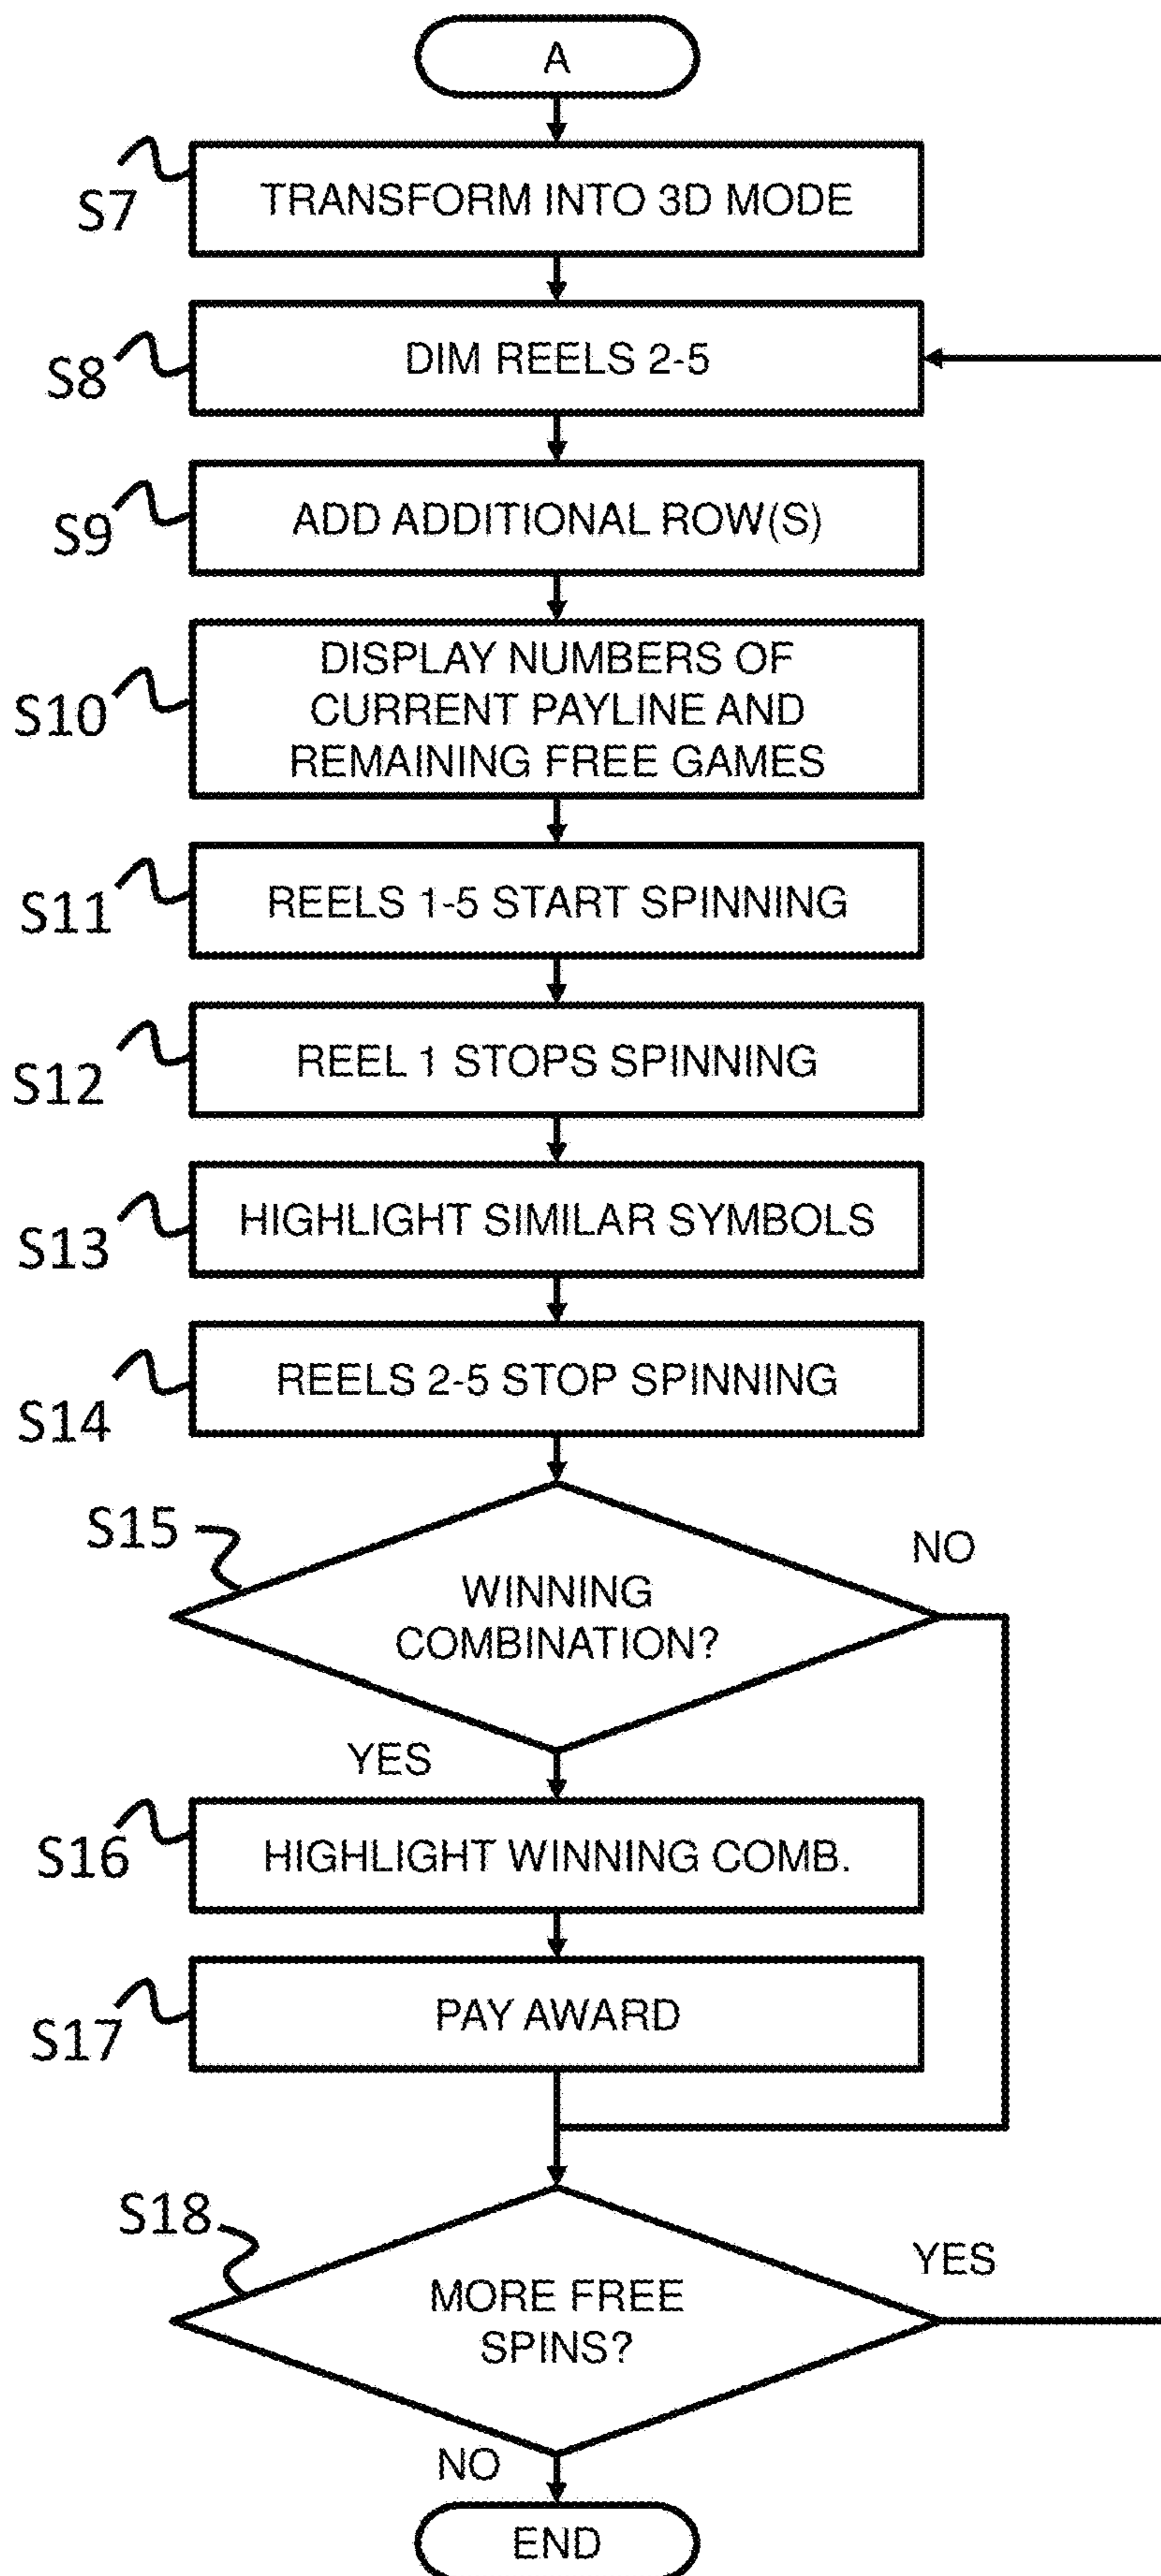 A
S7
TRANSFORM INTO 3D MODE
S8
DIM REELS 2-5
S9
ADD ADDITIONAL ROW(S)
S10
DISPLAY NUMBERS OF
CURRENT PAYLINE AND
REMAINING FREE GAMES
S11
REELS 1-5 START SPINNING
S12
REEL 1 STOPS SPINNING
S13
HIGHLIGHT SIMILAR SYMBOLS
S14
REELS 2-5 STOP SPINNING
S15
NO
WINNING
COMBINATION?
YES
S16
HIGHLIGHT WINNING COMB.
S17
PAY AWARD
S18
YES
MORE FREE
SPINS?
NO
END